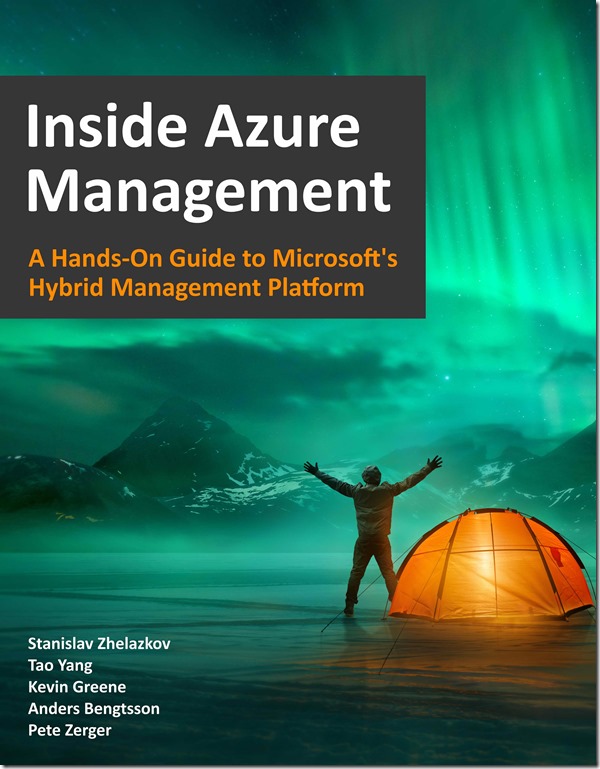 Inside Azure
Management
A Hands-On Guide to Microsoft's
Hybrid Management Platform
Stanislav Zhelazkov
Tao Yang
Kevin Greene
Anders Bengtsson
Pete Zerger